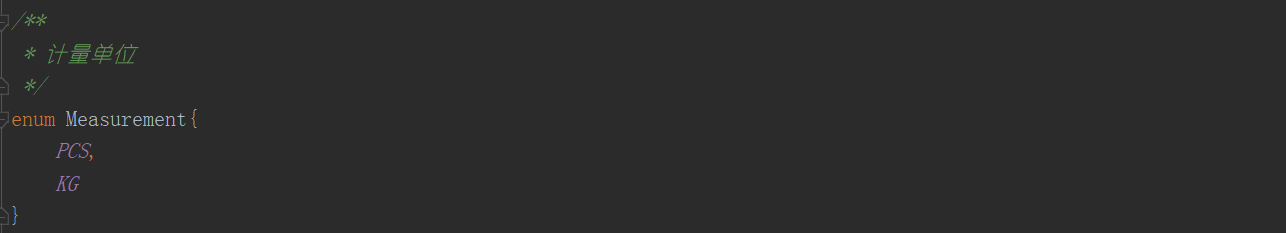 /**
 * 计量单位
 */
enum Measurement{
    PCS,
    KG
}